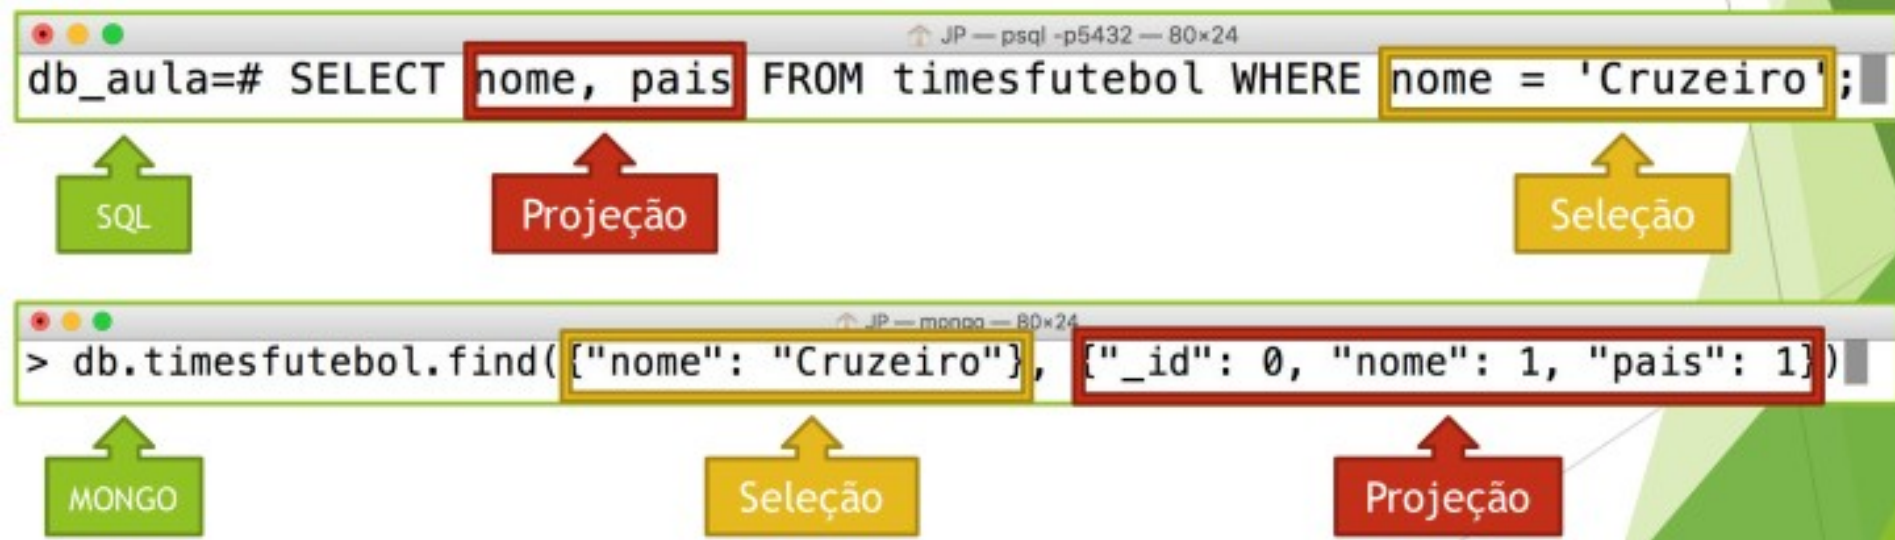 JP — psql -p5432 — 80×24
db_aula=# SELECT nome, pais FROM timesfutebol WHERE nome = 'Cruzeiro';
SQL
Projeção
Seleção
JP — mongo — 80×24
> db.timesfutebol.find({"nome": "Cruzeiro"}, {"_id": 0, "nome": 1, "pais": 1})
MONGO
Seleção
Projeção